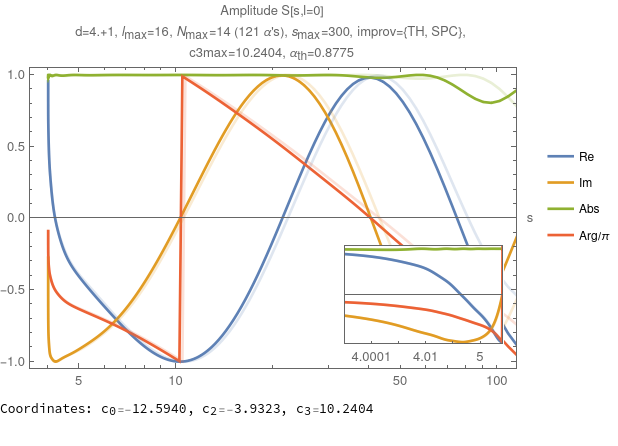 Amplitude S[s,l=0]
d=4.+1, lmax=16, Nmax=14 (121 α's), smax=300, improv={TH, SPC},
c3max=10.2404, αth=0.8775
1.0
0.5
0.0
−0.5
−1.0
5
10
50
100
s
4.0001
4.01
5
Re
Im
Abs
Arg/π
Coordinates: c0=-12.5940, c2=-3.9323, c3=10.2404